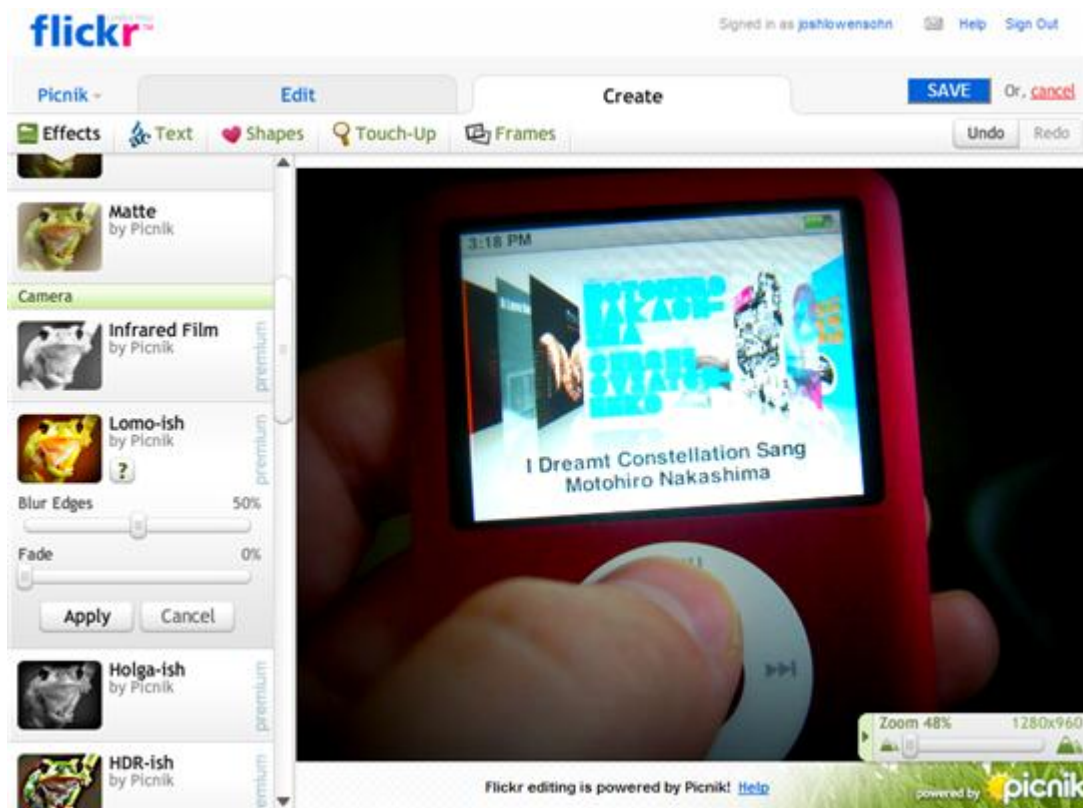 flickr™
Signed in as joshlowensohn Help Sign Out
Picnik Edit Create SAVE Or, cancel
Effects Text Shapes Touch-Up Frames Undo Redo
Matte
by Picnik
Camera
Infrared Film
by Picnik
premium
Lomo-ish
by Picnik
premium
?
Blur Edges 50%
Fade 0%
Apply Cancel
Holga-ish
by Picnik
premium
HDR-ish
by Picnik
emium
3:18 PM
I Dreamt Constellation Sang
Motohiro Nakashima
Zoom 48% 1280x960
Flickr editing is powered by Picnik! Help
powered by picnik